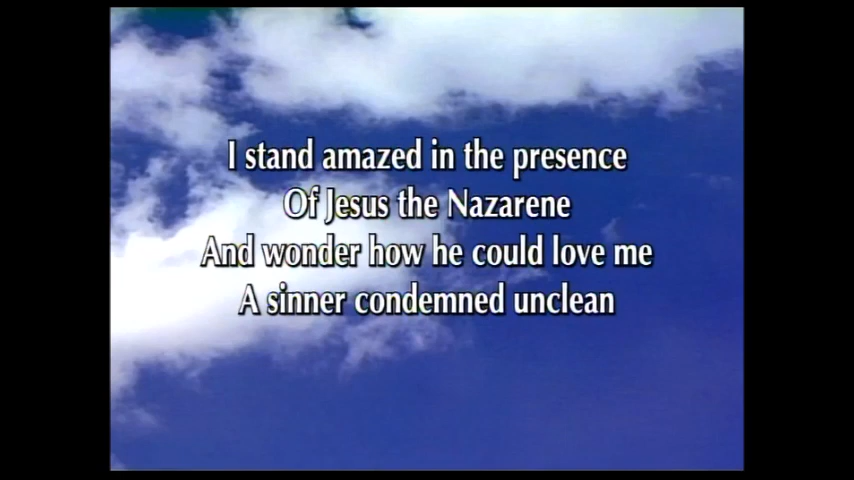 I stand amazed in the presence
Of Jesus the Nazarene
And wonder how he could love me
A sinner condemned unclean